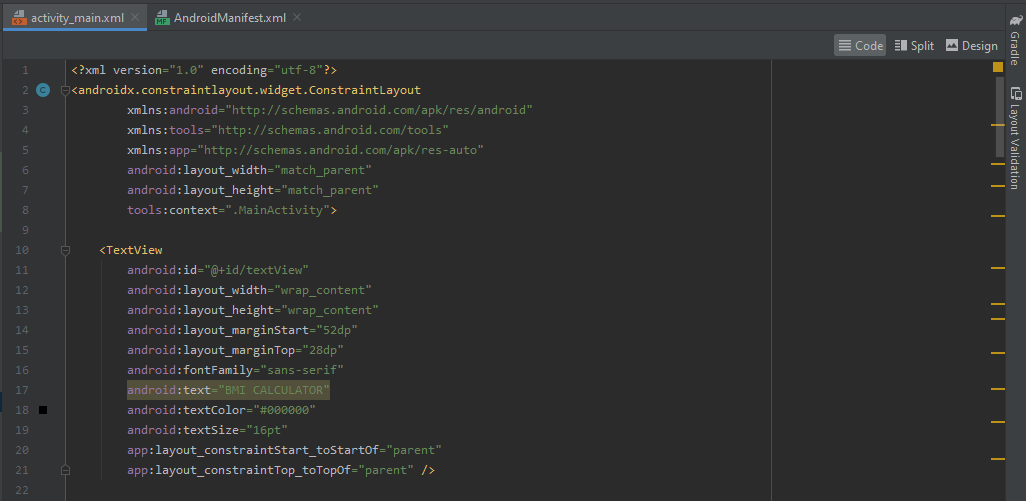 activity_main.xml AndroidManifest.xml
Code Split Design
Gradle
Layout Validation
1 <?xml version="1.0" encoding="utf-8"?>
2 <androidx.constraintlayout.widget.ConstraintLayout
3 xmlns:android="http://schemas.android.com/apk/res/android"
4 xmlns:tools="http://schemas.android.com/tools"
5 xmlns:app="http://schemas.android.com/apk/res-auto"
6 android:layout_width="match_parent"
7 android:layout_height="match_parent"
8 tools:context=".MainActivity">
9
10 <TextView
11 android:id="@+id/textView"
12 android:layout_width="wrap_content"
13 android:layout_height="wrap_content"
14 android:layout_marginStart="52dp"
15 android:layout_marginTop="28dp"
16 android:fontFamily="sans-serif"
17 android:text="BMI CALCULATOR"
18 android:textColor="#000000"
19 android:textSize="16pt"
20 app:layout_constraintStart_toStartOf="parent"
21 app:layout_constraintTop_toTopOf="parent" />
22